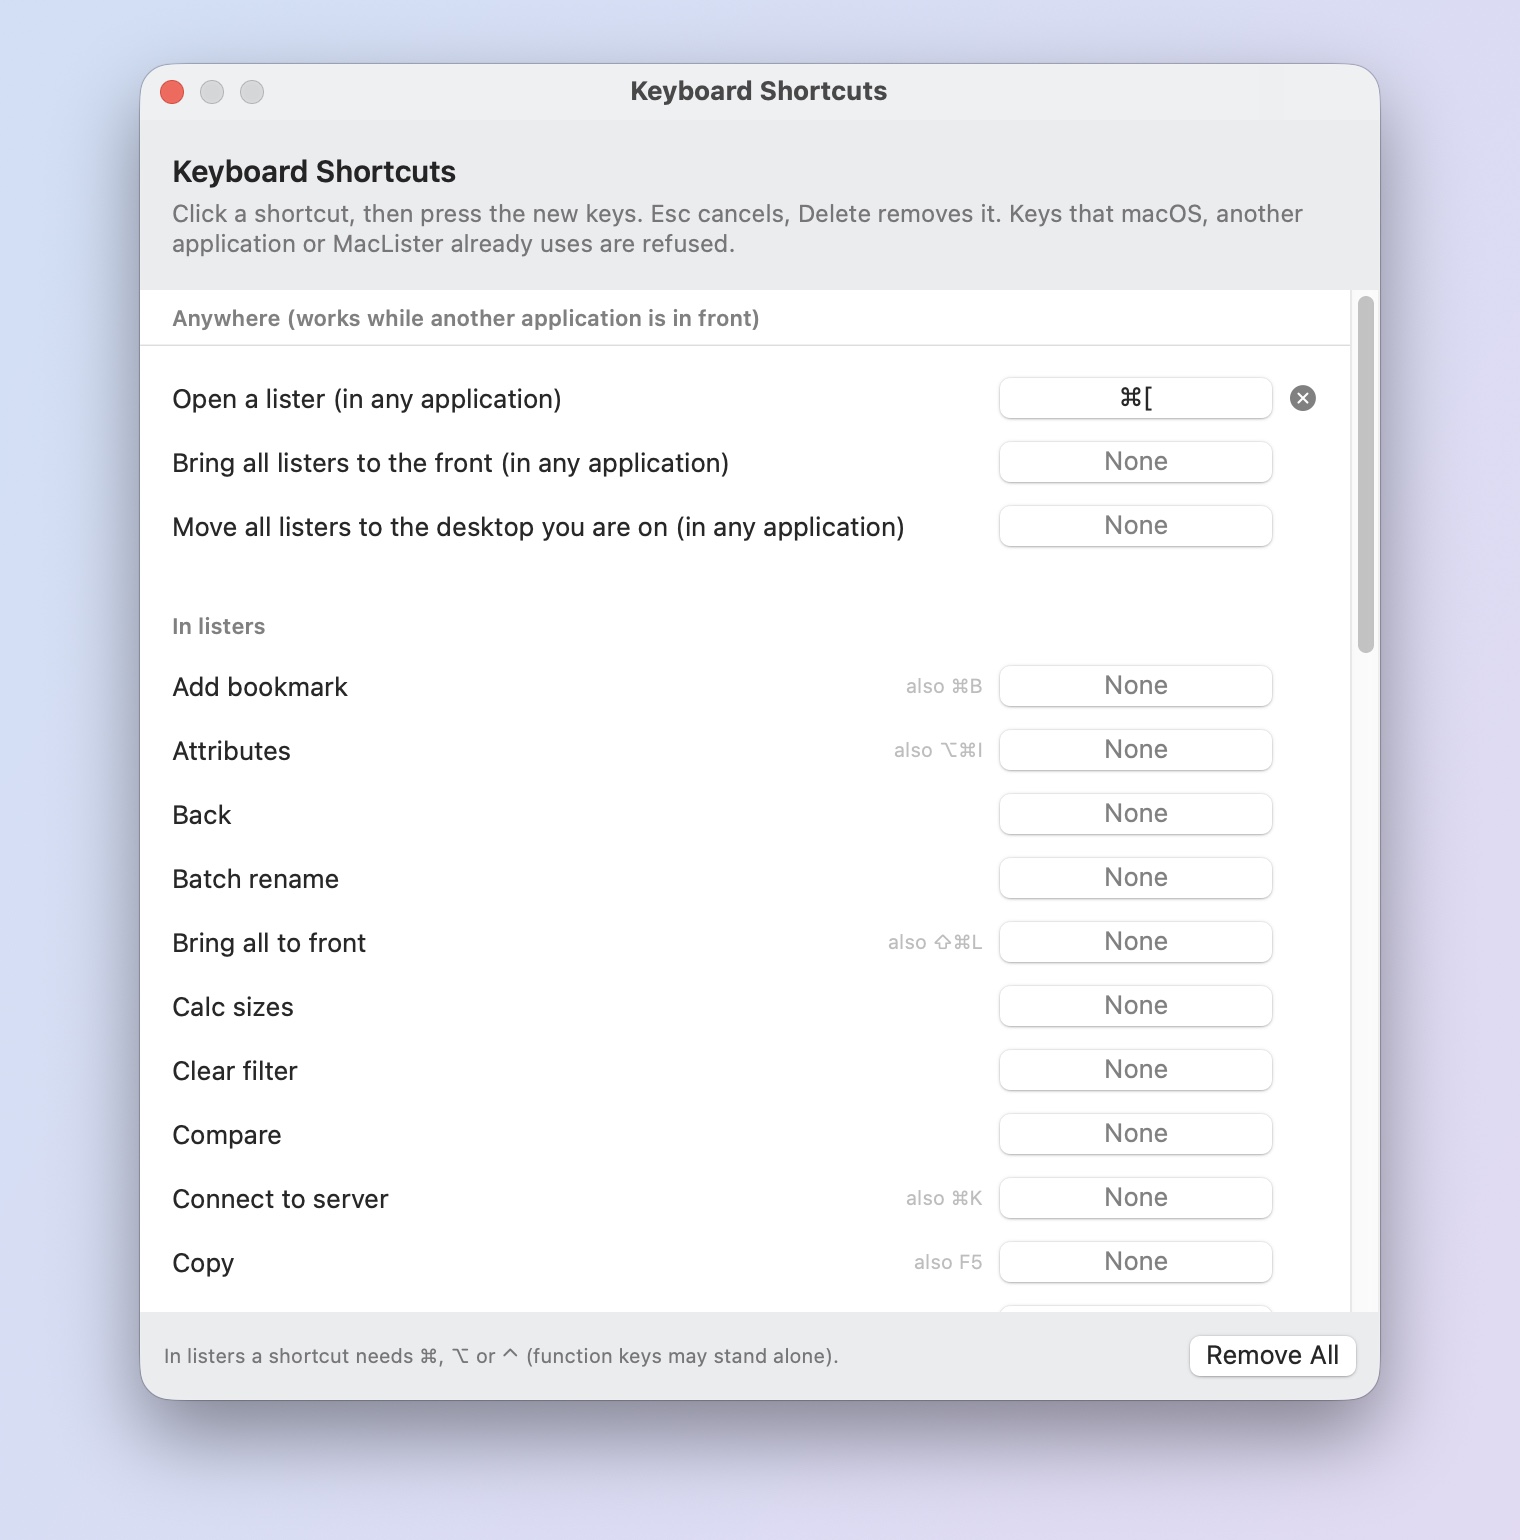 Keyboard Shortcuts
Keyboard Shortcuts
Click a shortcut, then press the new keys. Esc cancels, Delete removes it. Keys that macOS, another
application or MacLister already uses are refused.
Anywhere (works while another application is in front)
Open a lister (in any application) ⌘[
Bring all listers to the front (in any application) None
Move all listers to the desktop you are on (in any application) None
In listers
Add bookmark also ⌘B None
Attributes also ⌥⌘I None
Back None
Batch rename None
Bring all to front also ⇧⌘L None
Calc sizes None
Clear filter None
Compare None
Connect to server also ⌘K None
Copy also F5 None
In listers a shortcut needs ⌘, ⌥ or ^ (function keys may stand alone). Remove All